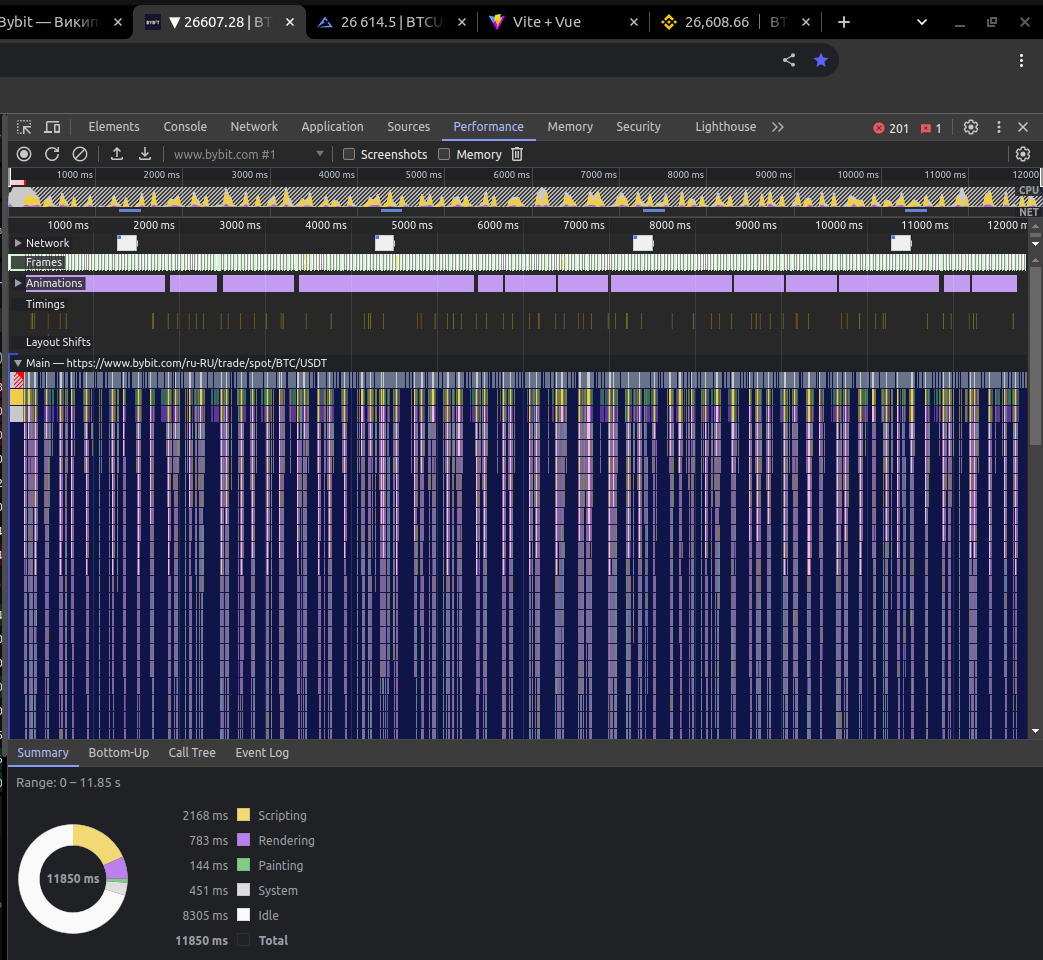 Bybit — Викип
BYBIT ▼ 26607.28 | BT
26 614.5 | BTCU
Vite + Vue
26,608.66 | BT
Elements Console Network Application Sources Performance Memory Security Lighthouse 201 1
www.bybit.com #1 Screenshots Memory
1000 ms 2000 ms 3000 ms 4000 ms 5000 ms 6000 ms 7000 ms 8000 ms 9000 ms 10000 ms 11000 ms 12000
CPU
NET
1000 ms 2000 ms 3000 ms 4000 ms 5000 ms 6000 ms 7000 ms 8000 ms 9000 ms 10000 ms 11000 ms 12000 m
Network
Frames
Animations
Timings
Layout Shifts
Main — https://www.bybit.com/ru-RU/trade/spot/BTC/USDT
Summary Bottom-Up Call Tree Event Log
Range: 0 – 11.85 s
2168 ms Scripting
783 ms Rendering
144 ms Painting
11850 ms
451 ms System
8305 ms Idle
11850 ms Total